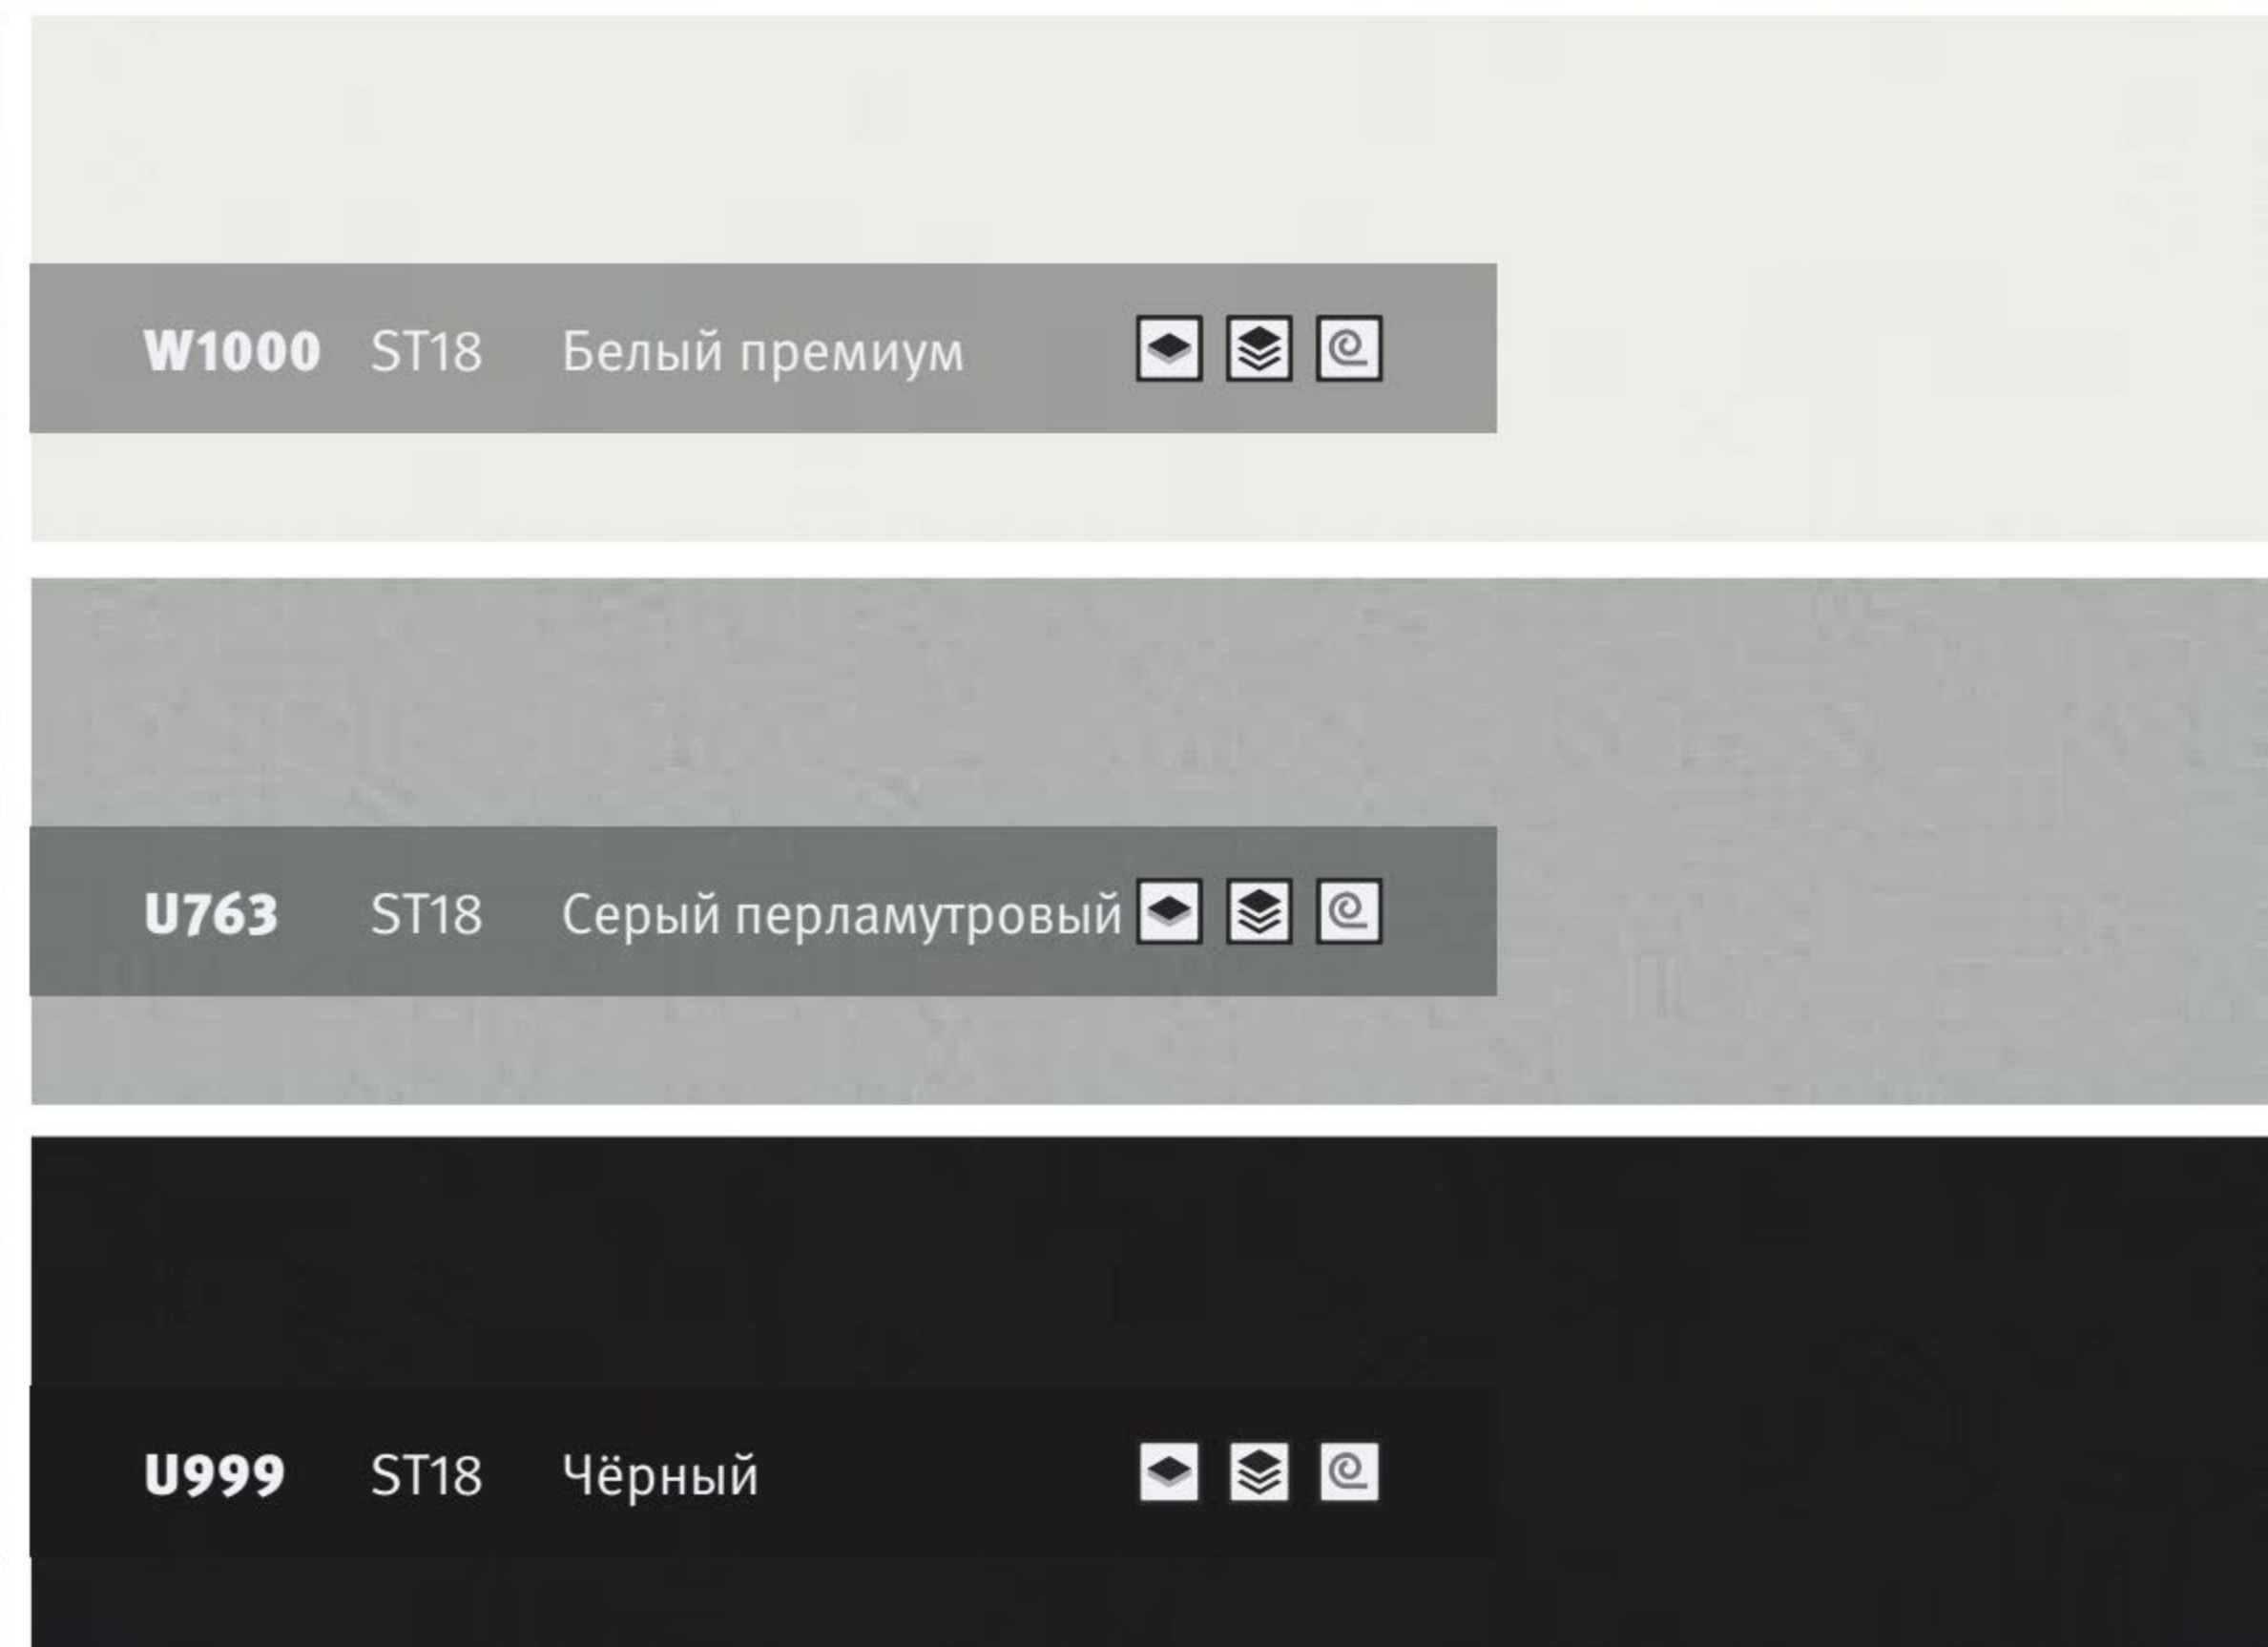 W1000 ST18 Белый премиум
U763 ST18 Серый перламутровый
U999 ST18 Чёрный